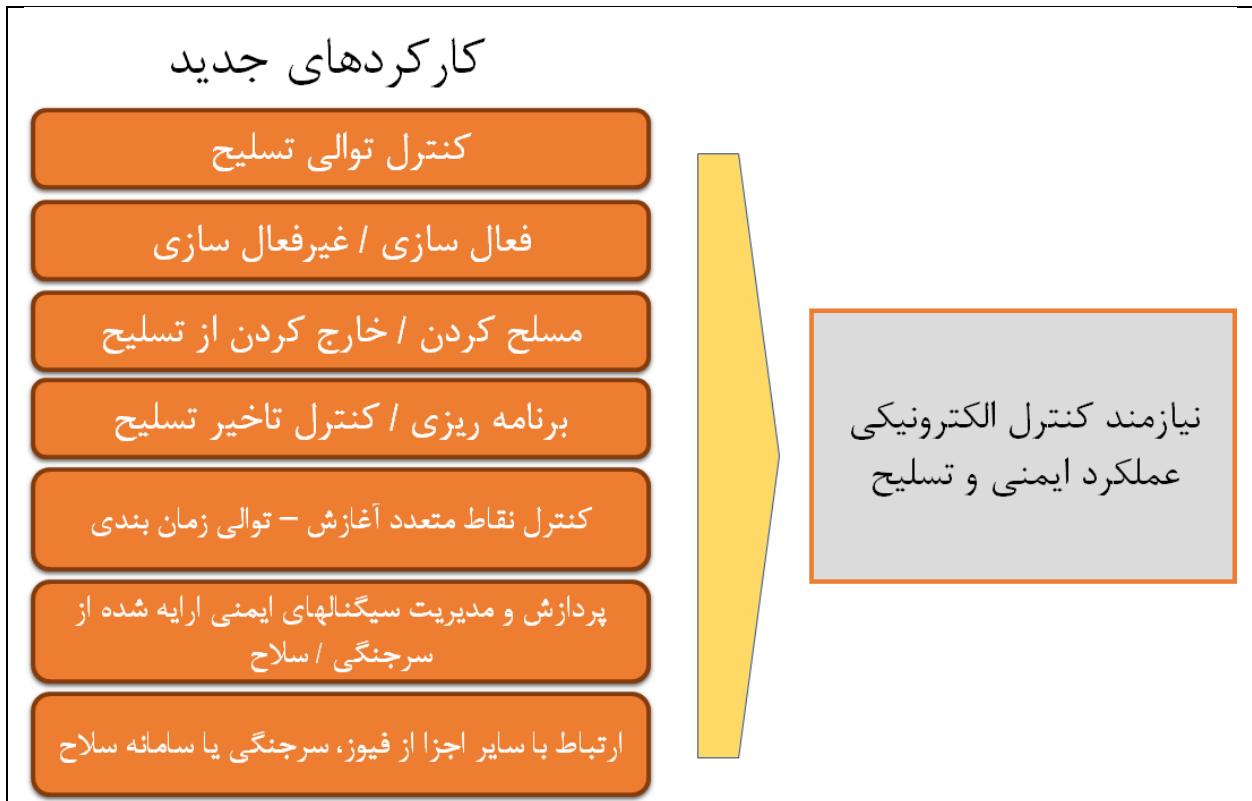 کارکردهای جدید
کنترل توالی تسلیح
فعال سازی / غیرفعال سازی
مسلح کردن / خارج کردن از تسلیح
برنامه ریزی / کنترل تاخیر تسلیح
کنترل نقاط متعدد آغازش – توالی زمان بندی
پردازش و مدیریت سیگنالهای ایمنی ارایه شده از
سرجنگی / سلاح
ارتباط با سایر اجزا از فیوز، سرجنگی یا سامانه سلاح
نیازمند کنترل الکترونیکی
عملکرد ایمنی و تسلیح